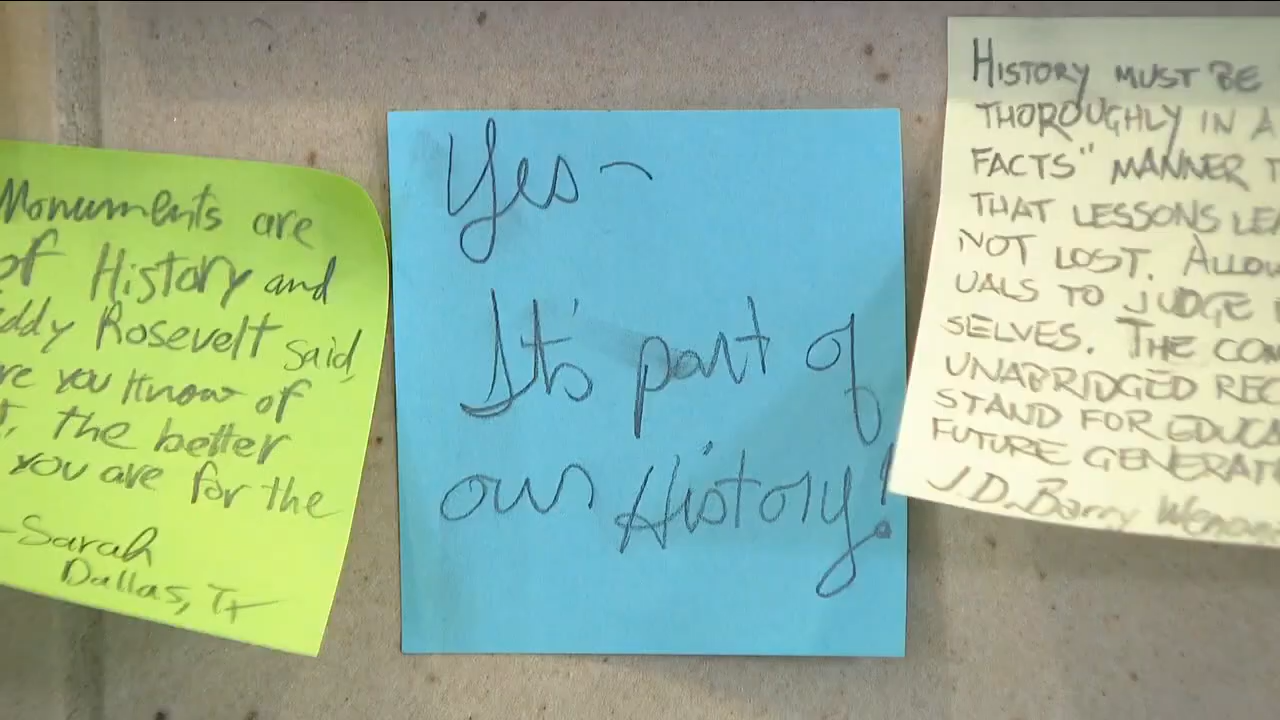 Monuments are
of History and
eddy Rosevelt said,
re you know of
t, the better
you are for the
-Sarah
Dallas, Tx
Yes-
It's part of
our History!
HISTORY MUST BE
THOROUGHLY IN A
FACTS" MANNER T
THAT LESSONS LEA
NOT LOST. ALLOW
UALS TO JUDGE
SELVES. THE COM
UNABRIDGED REC
STAND FOR EDUCA
FUTURE GENERAT
J.D. Barry